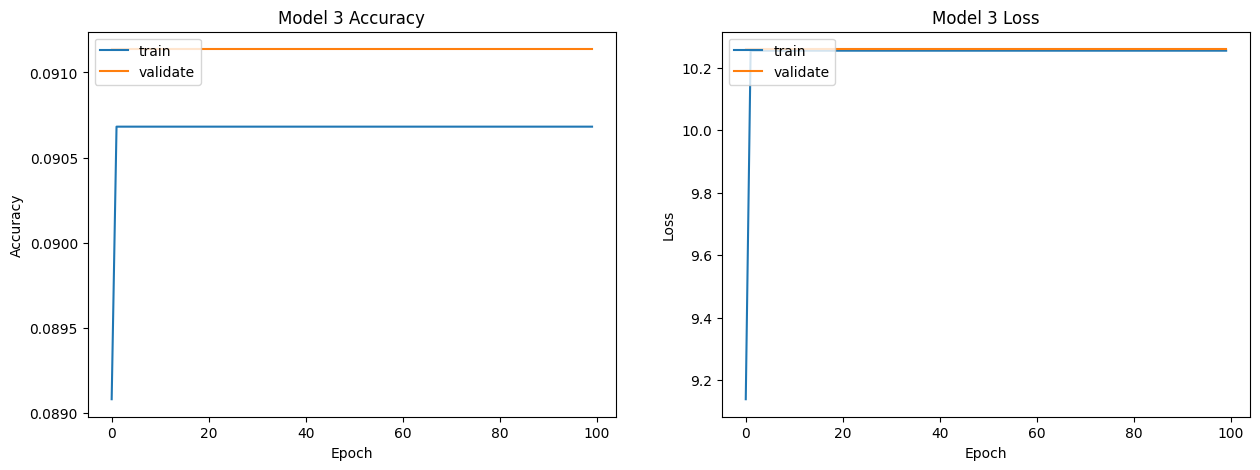 Model 3 Accuracy
train
validate
0.0910
0.0905
0.0900
0.0895
0.0890
Accuracy
0 20 40 60 80 100
Epoch
Model 3 Loss
train
validate
10.2
10.0
9.8
9.6
9.4
9.2
Loss
0 20 40 60 80 100
Epoch